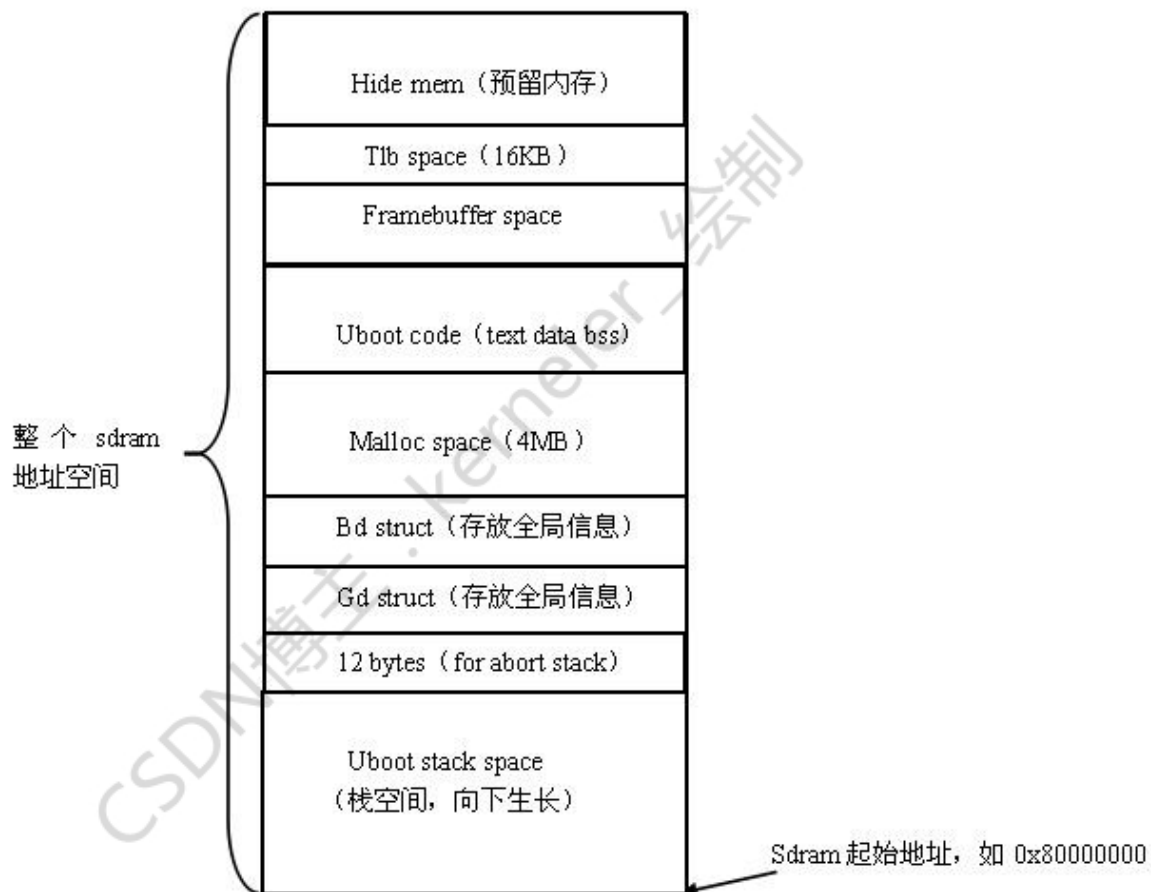 Hide mem（预留内存）
Tlb space（16KB）
Framebuffer space
Uboot code（text data bss）
整 个 sdram
地址空间
Malloc space（4MB）
Bd struct（存放全局信息）
Gd struct（存放全局信息）
12 bytes（for abort stack）
Uboot stack space
（栈空间，向下生长）
Sdram 起始地址，如 0x80000000
CSDN博主．kerneler_绘制